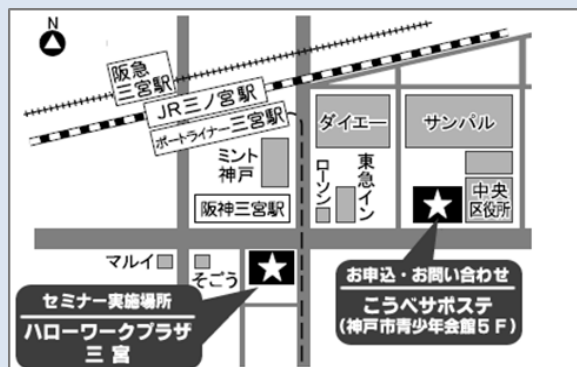 N
阪急
三宮駅
JR三ノ宮駅
ポートライナー三宮駅
ダイエー
サンパル
ミント
神戸
ローソン
東急イン
中央
区役所
阪神三宮駅
マルイ
そごう
お申込・お問い合わせ
こうべサポステ
(神戸市青少年会館5F)
セミナー実施場所
ハローワークプラザ
三宮